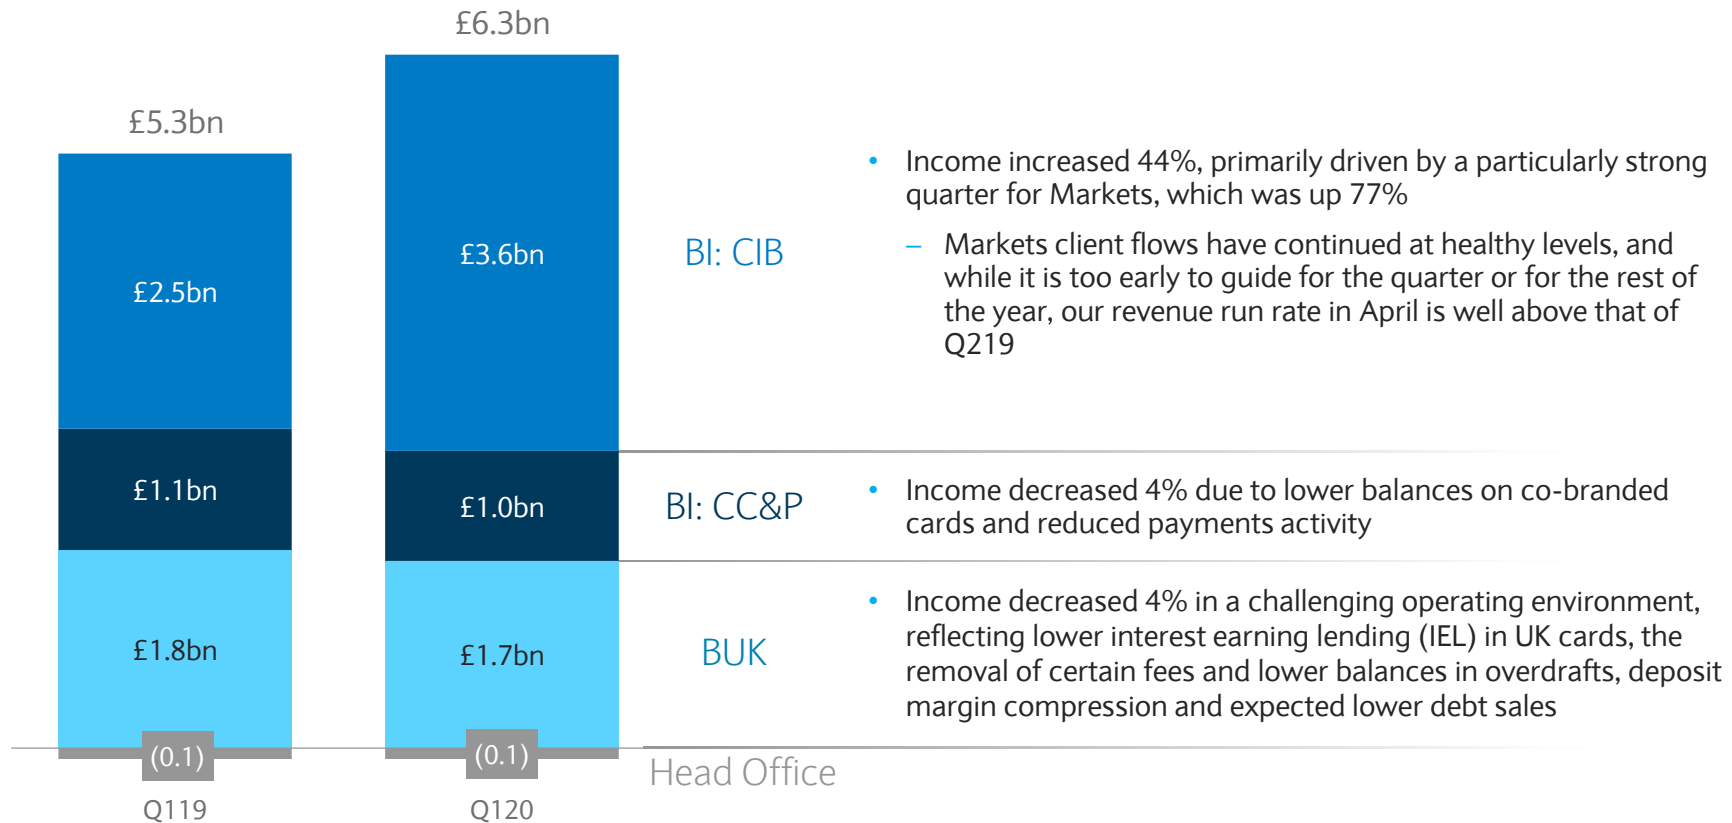 £6.3bn
£5.3bn
£2.5bn
£1.1bn
£1.8bn
(0.1)
Q119
£3.6bn
£1.0bn
£1.7bn
(0.1)
Q120
BI: CIB
• Income increased 44%, primarily driven by a particularly strong
quarter for Markets, which was up 77%
– Markets client flows have continued at healthy levels, and
while it is too early to guide for the quarter or for the rest of
the year, our revenue run rate in April is well above that of
Q219
BI: CC&P
• Income decreased 4% due to lower balances on co-branded
cards and reduced payments activity
BUK
• Income decreased 4% in a challenging operating environment,
reflecting lower interest earning lending (IEL) in UK cards, the
removal of certain fees and lower balances in overdrafts, deposit
margin compression and expected lower debt sales
Head Office